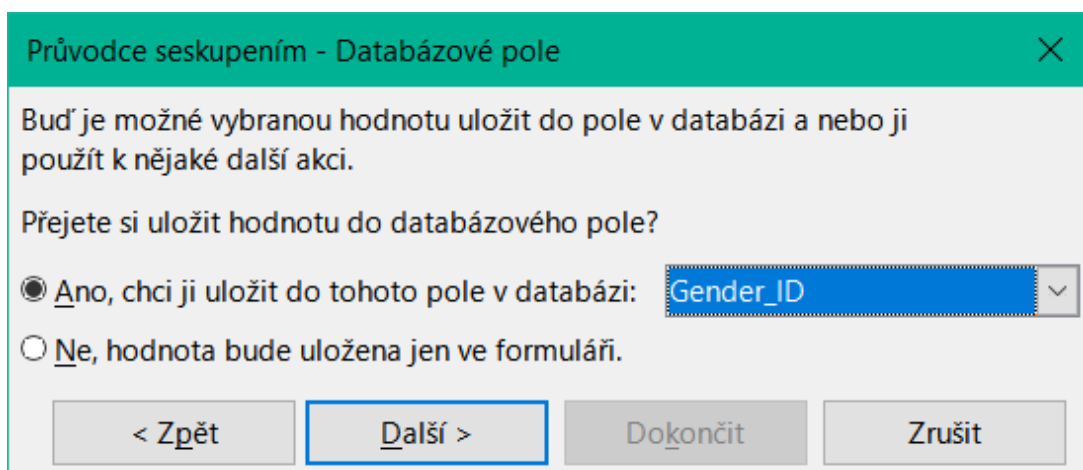 Průvodce seskupením - Databázové pole
Buď je možné vybranou hodnotu uložit do pole v databázi a nebo ji
použít k nějaké další akci.
Přejete si uložit hodnotu do databázového pole?
Ano, chci ji uložit do tohoto pole v databázi: Gender_ID
Ne, hodnota bude uložena jen ve formuláři.
< Zpět Další > Dokončit Zrušit